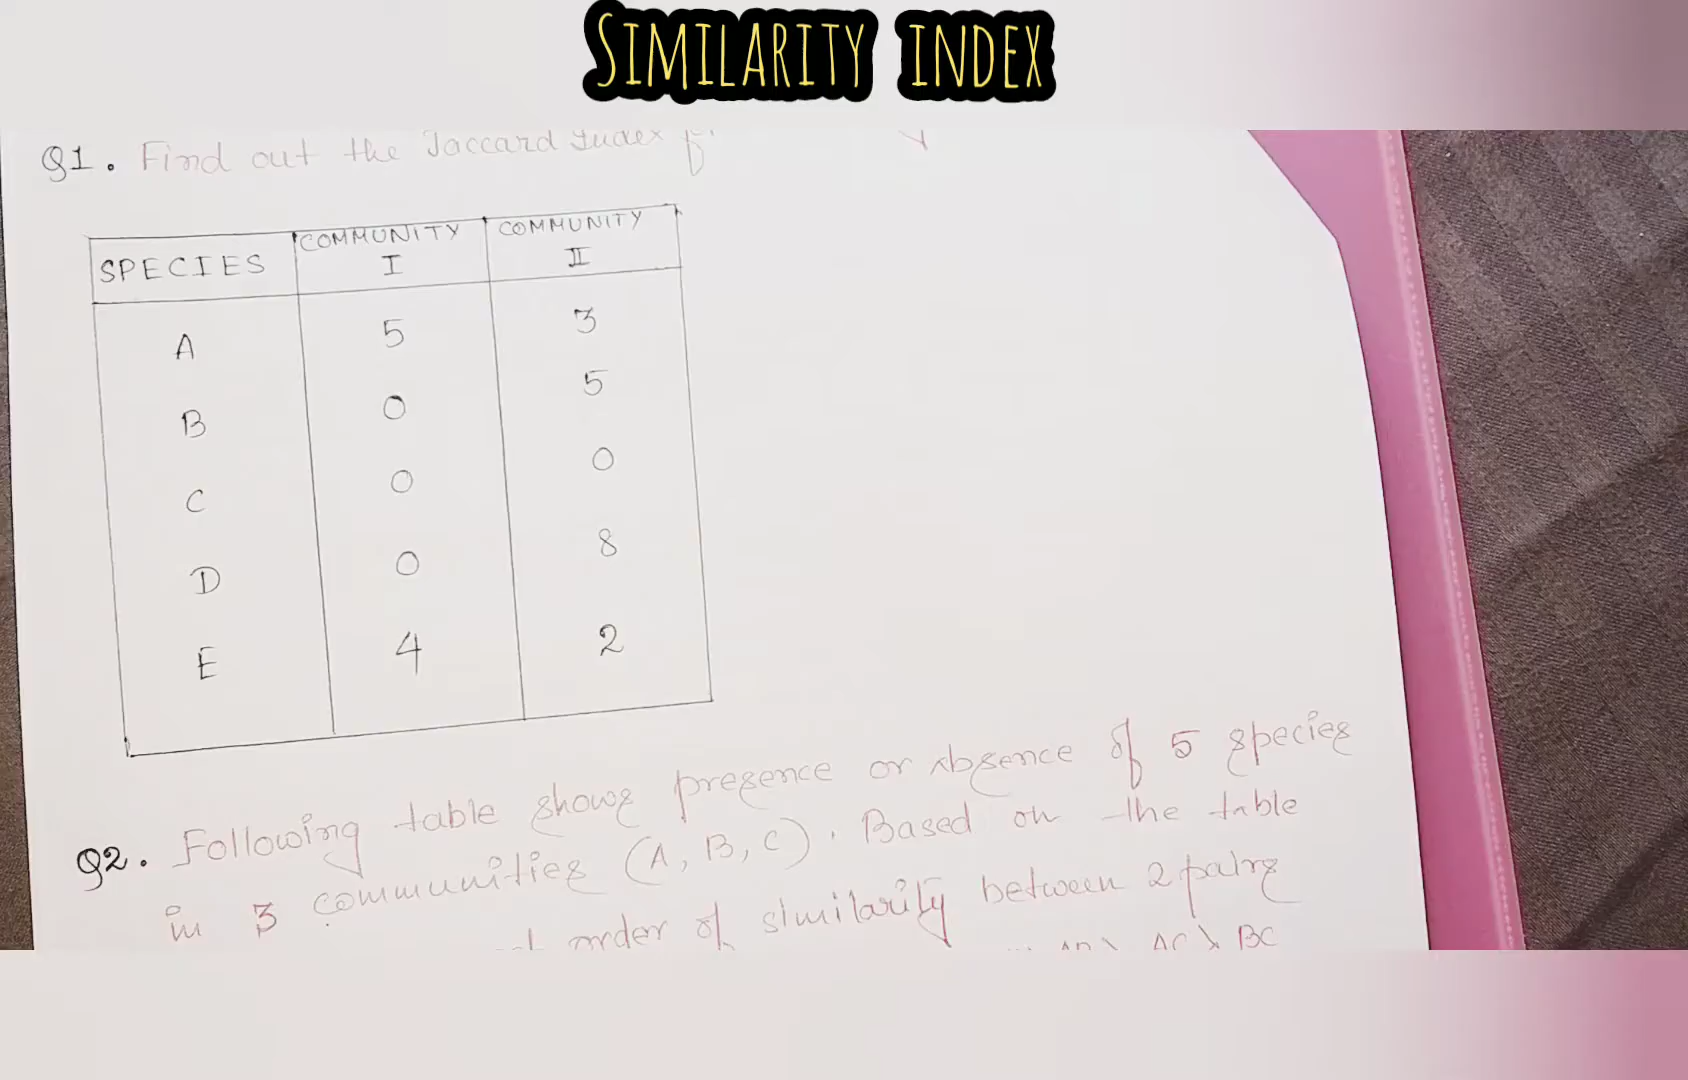 SIMILARITY INDEX
Q1. Find out the Jaccard Index
SPECIES COMMUNITY I COMMUNITY II
A 5 3
B 0 5
C 0 0
D 0 8
E 4 2
Q2. Following table shows presence or absence of 5 species
in 3 communities (A, B, C). Based on the table
order of similarity between 2 pairs
AC > BC